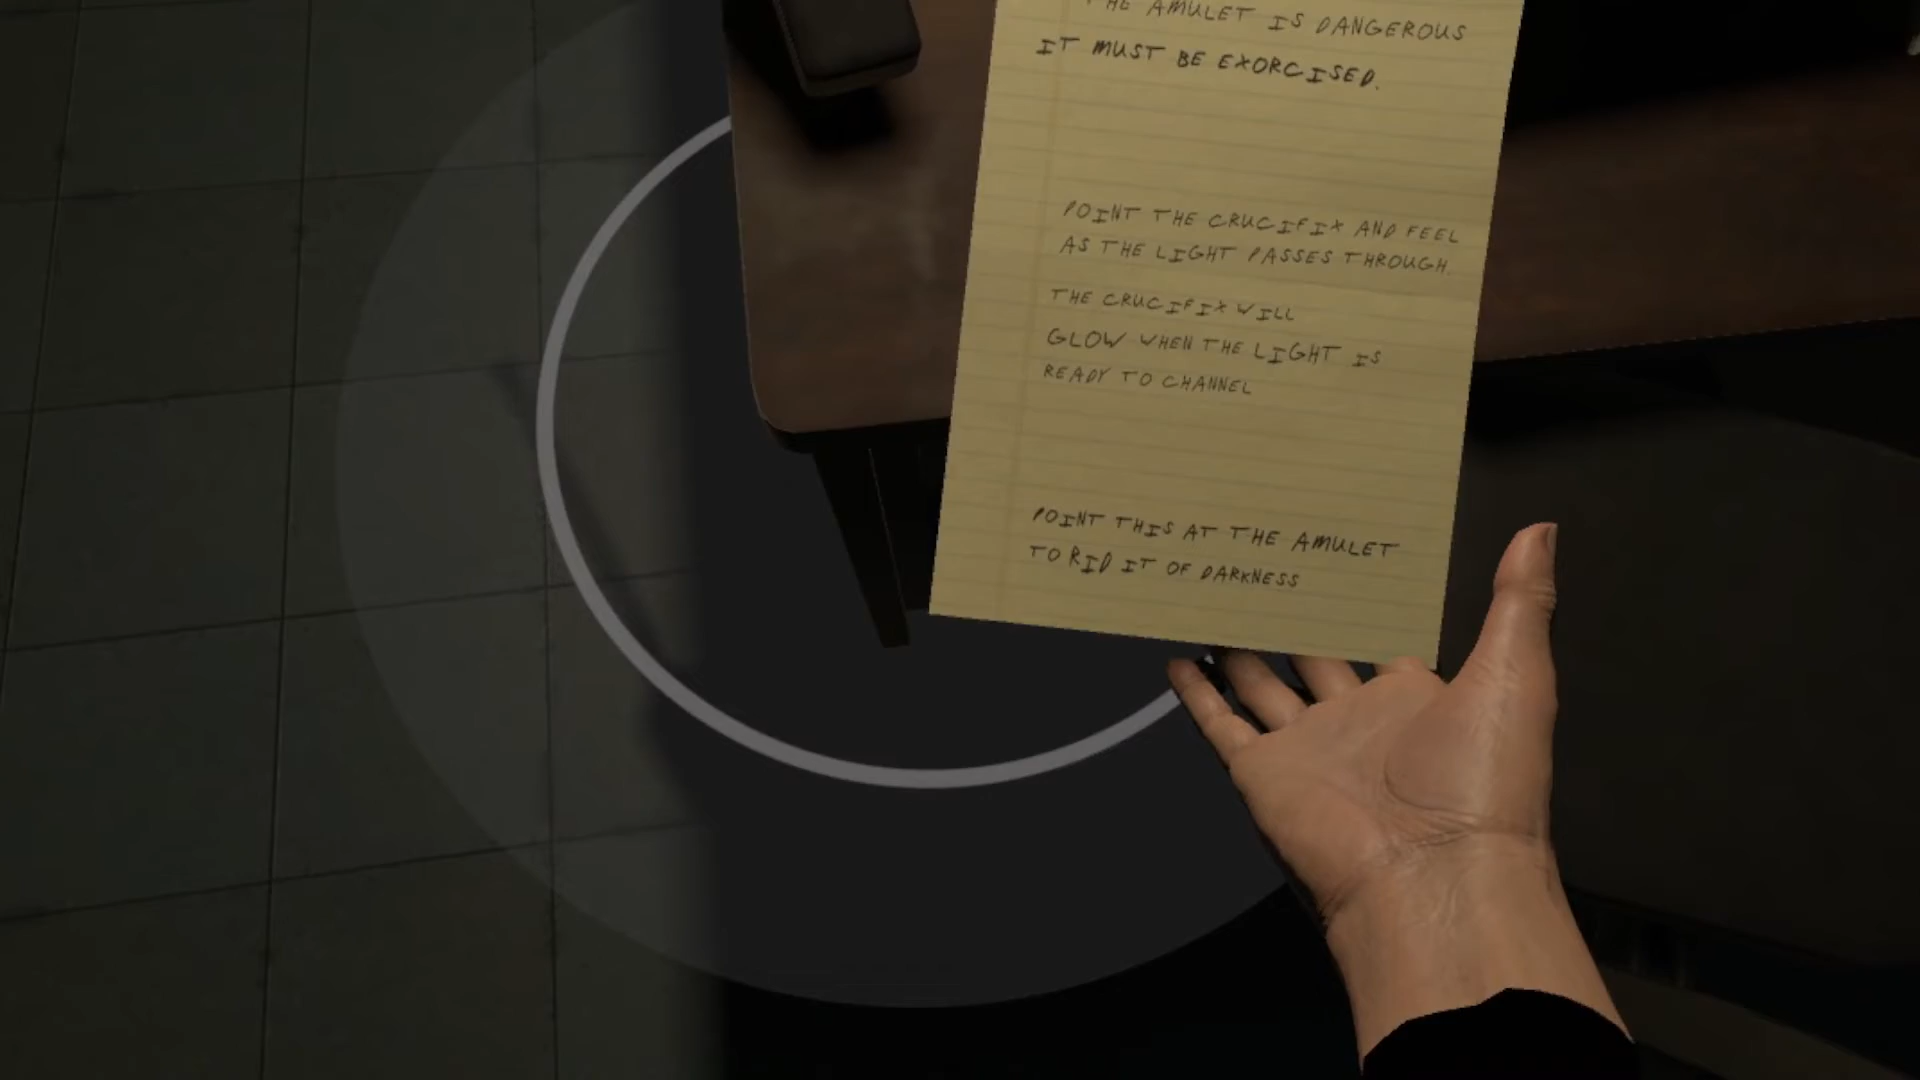 THE AMULET IS DANGEROUS
IT MUST BE EXORCISED.
POINT THE CRUCIFIX AND FEEL
AS THE LIGHT PASSES THROUGH.
THE CRUCIFIX WILL
GLOW WHEN THE LIGHT IS
READY TO CHANNEL
POINT THIS AT THE AMULET
TO RID IT OF DARKNESS